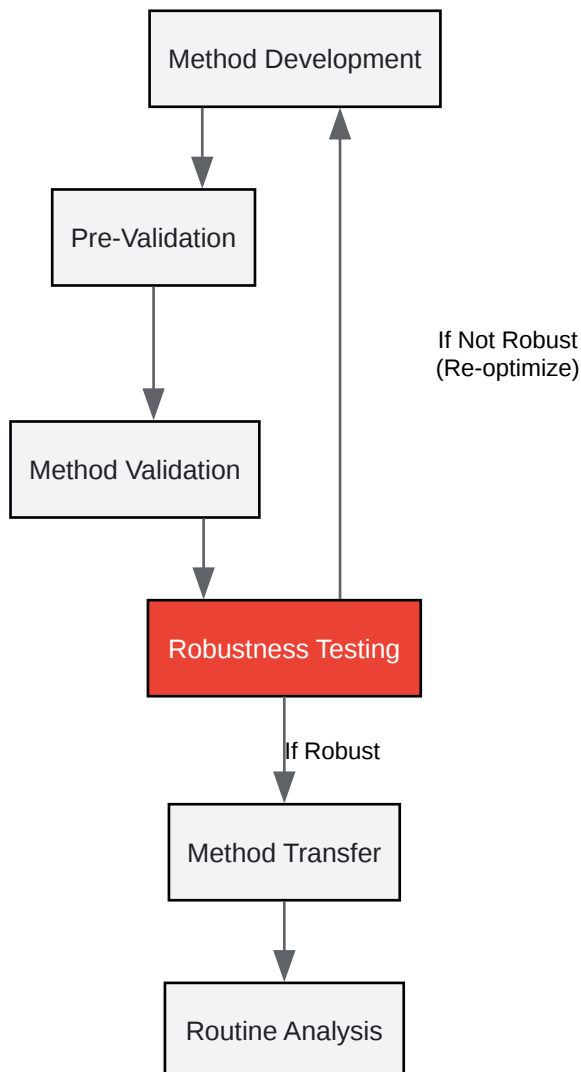 Method Development
Pre-Validation
If Not Robust
(Re-optimize)
Method Validation
Robustness Testing
If Robust
Method Transfer
Routine Analysis